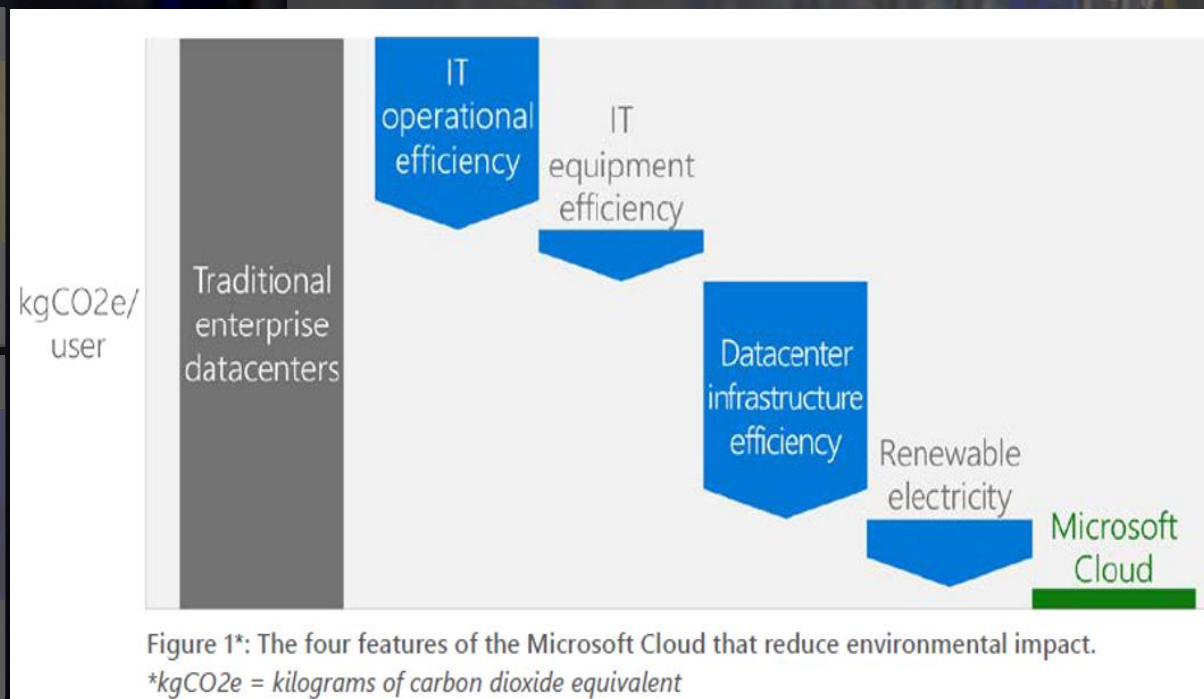 kgCO2e/
user
Traditional
enterprise
datacenters
IT
operational
efficiency
IT
equipment
efficiency
Datacenter
infrastructure
efficiency
Renewable
electricity
Microsoft
Cloud
Figure 1*: The four features of the Microsoft Cloud that reduce environmental impact.
*kgCO2e = kilograms of carbon dioxide equivalent